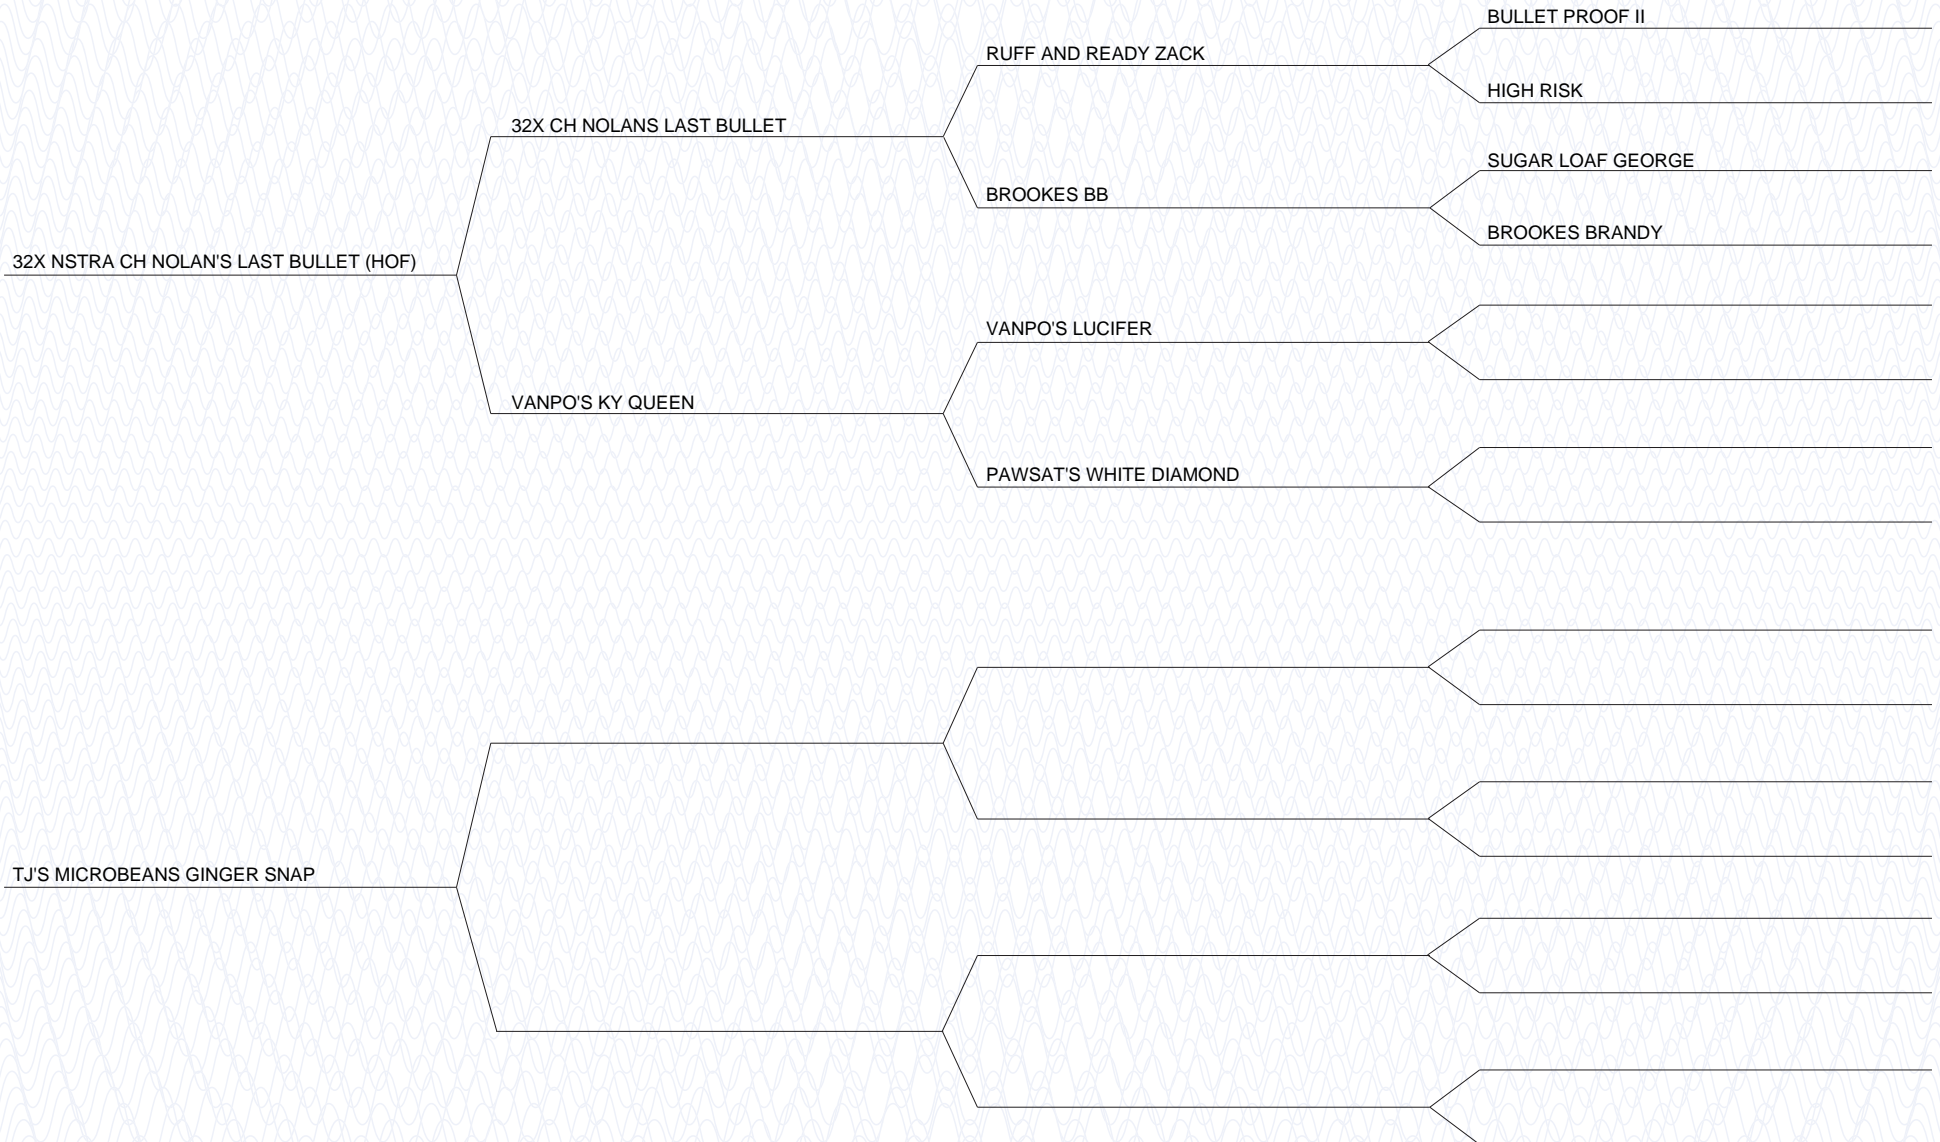 BULLET PROOF II
RUFF AND READY ZACK
HIGH RISK
32X CH NOLANS LAST BULLET
SUGAR LOAF GEORGE
BROOKES BB
BROOKES BRANDY
32X NSTRA CH NOLAN'S LAST BULLET (HOF)
VANPO'S LUCIFER
VANPO'S KY QUEEN
PAWSAT'S WHITE DIAMOND
TJ'S MICROBEANS GINGER SNAP